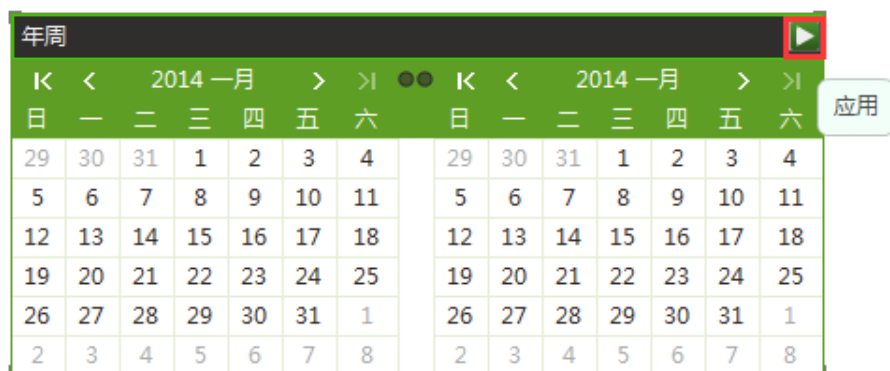 年周
2014 一月 2014 一月
应用
日 一 二 三 四 五 六 日 一 二 三 四 五 六
29 30 31 1 2 3 4 29 30 31 1 2 3 4
5 6 7 8 9 10 11 5 6 7 8 9 10 11
12 13 14 15 16 17 18 12 13 14 15 16 17 18
19 20 21 22 23 24 25 19 20 21 22 23 24 25
26 27 28 29 30 31 1 26 27 28 29 30 31 1
2 3 4 5 6 7 8 2 3 4 5 6 7 8